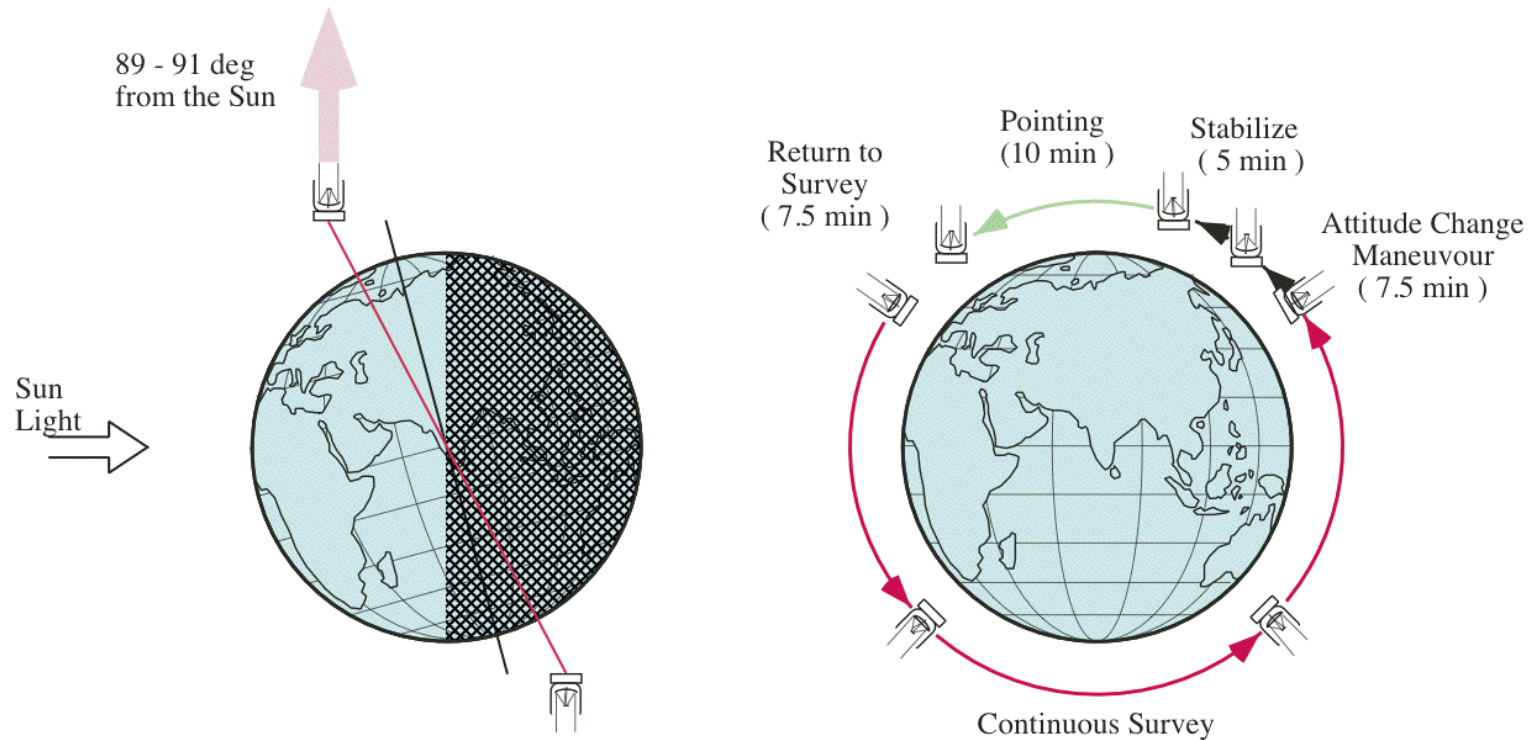 89 - 91 deg
from the Sun
Sun
Light
Return to
Survey
( 7.5 min )
Pointing
(10 min )
Stabilize
( 5 min )
Attitude Change
Maneuvour
( 7.5 min )
Continuous Survey